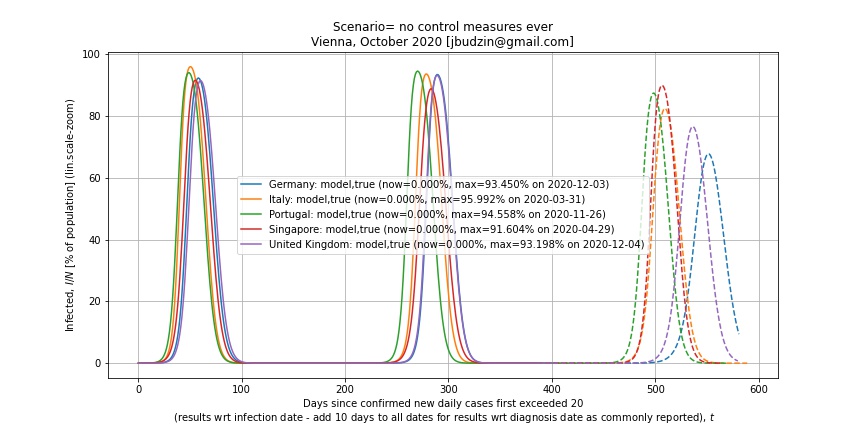 Scenario= no control measures ever
Vienna, October 2020 [jbudzin@gmail.com]
Infected, I/N [% of population] (lin.scale-zoom)
100
80
60
40
20
0
Germany: model,true (now=0.000%, max=93.450% on 2020-12-03)
Italy: model,true (now=0.000%, max=95.992% on 2020-03-31)
Portugal: model,true (now=0.000%, max=94.558% on 2020-11-26)
Singapore: model,true (now=0.000%, max=91.604% on 2020-04-29)
United Kingdom: model,true (now=0.000%, max=93.198% on 2020-12-04)
0 100 200 300 400 500 600
Days since confirmed new daily cases first exceeded 20
(results wrt infection date - add 10 days to all dates for results wrt diagnosis date as commonly reported), t